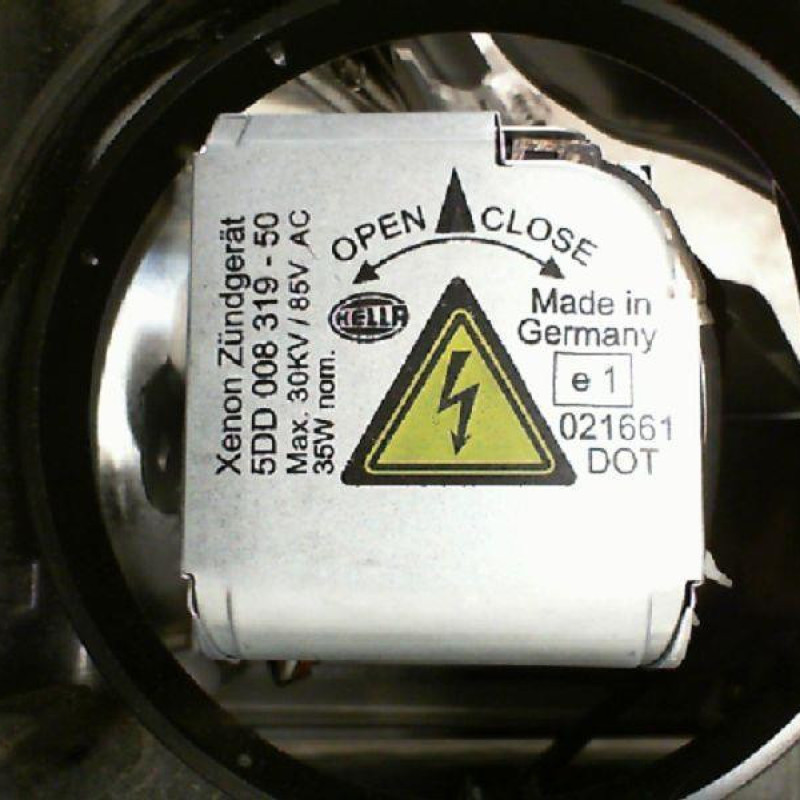 Xenon Zündgerät
5DD 008 319 - 50
Max. 30KV / 85V AC
35W nom.
OPEN CLOSE
HELLA
Made in
Germany
e 1
021661
DOT